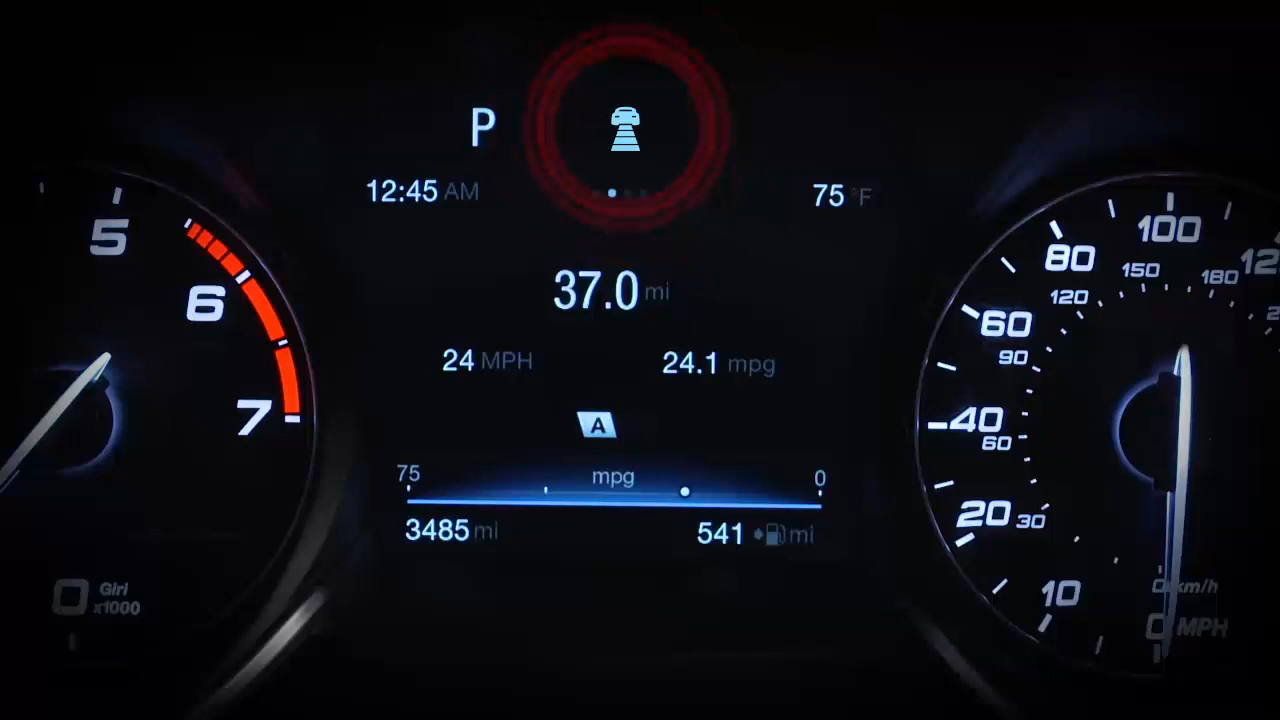 P
12:45 AM
75 °F
37.0 mi
24 MPH
24.1 mpg
A
75 mpg 0
3485 mi
541 mi
5
6
7
0 Giri
x1000
100
80
150
180
120
60
90
40
60
20 30
10
0 km/h
0 MPH